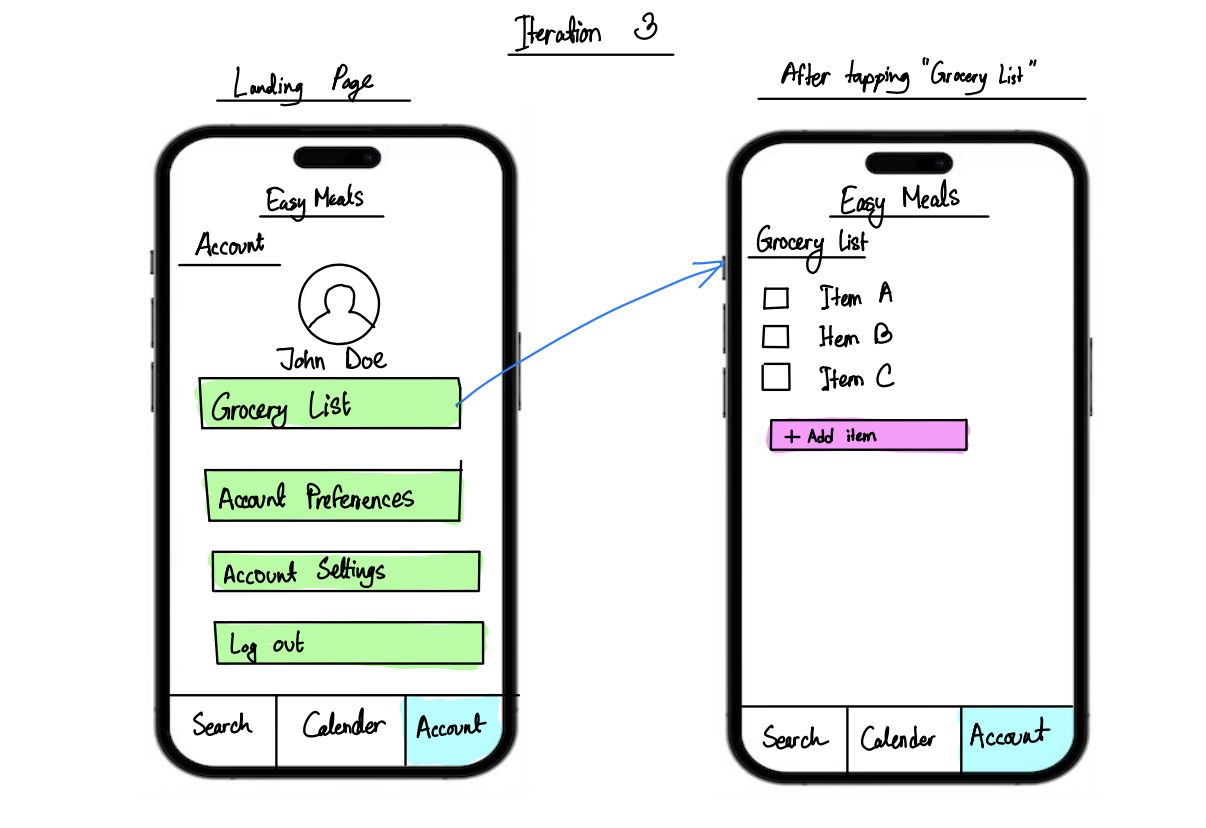 Iteration 3
Landing Page
Easy Meals
Account
John Doe
Grocery List
Account Preferences
Account Settings
Log out
Search Calender Account
After tapping "Grocery List"
Easy Meals
Grocery List
Item A
Item B
Item C
+ Add item
Search Calender Account